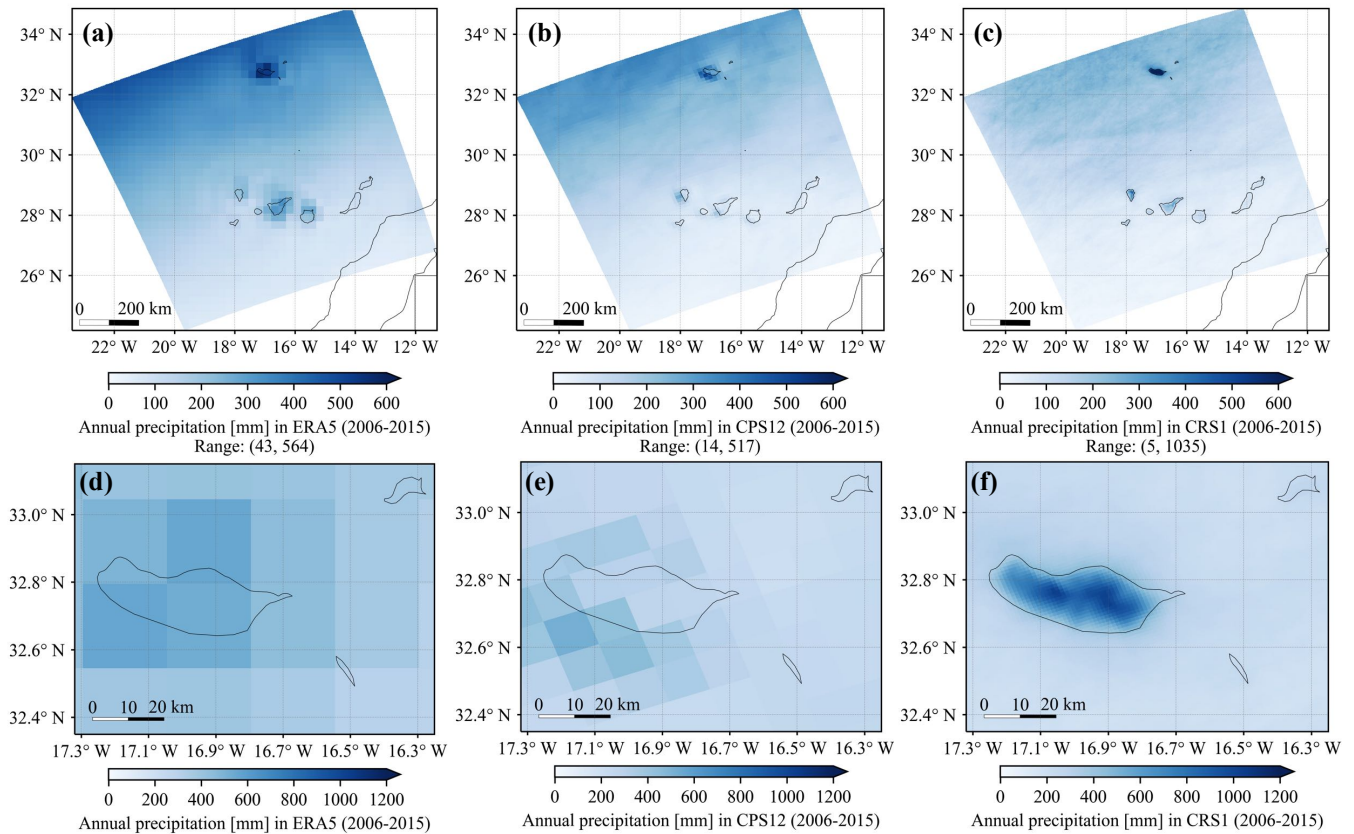 (a) (b) (c)
34° N 34° N 34° N
32° N 32° N 32° N
30° N 30° N 30° N
28° N 28° N 28° N
26° N 26° N 26° N
0 200 km 0 200 km 0 200 km
22° W 20° W 18° W 16° W 14° W 12° W 22° W 20° W 18° W 16° W 14° W 12° W 22° W 20° W 18° W 16° W 14° W 12° W
0 100 200 300 400 500 600 0 100 200 300 400 500 600 0 100 200 300 400 500 600
Annual precipitation [mm] in ERA5 (2006-2015) Annual precipitation [mm] in CPS12 (2006-2015) Annual precipitation [mm] in CRS1 (2006-2015)
Range: (43, 564) Range: (14, 517) Range: (5, 1035)
(d) (e) (f)
33.0° N 33.0° N 33.0° N
32.8° N 32.8° N 32.8° N
32.6° N 32.6° N 32.6° N
0 10 20 km 0 10 20 km 0 10 20 km
32.4° N 32.4° N 32.4° N
17.3° W 17.1° W 16.9° W 16.7° W 16.5° W 16.3° W 17.3° W 17.1° W 16.9° W 16.7° W 16.5° W 16.3° W 17.3° W 17.1° W 16.9° W 16.7° W 16.5° W 16.3° W
0 200 400 600 800 1000 1200 0 200 400 600 800 1000 1200 0 200 400 600 800 1000 1200
Annual precipitation [mm] in ERA5 (2006-2015) Annual precipitation [mm] in CPS12 (2006-2015) Annual precipitation [mm] in CRS1 (2006-2015)